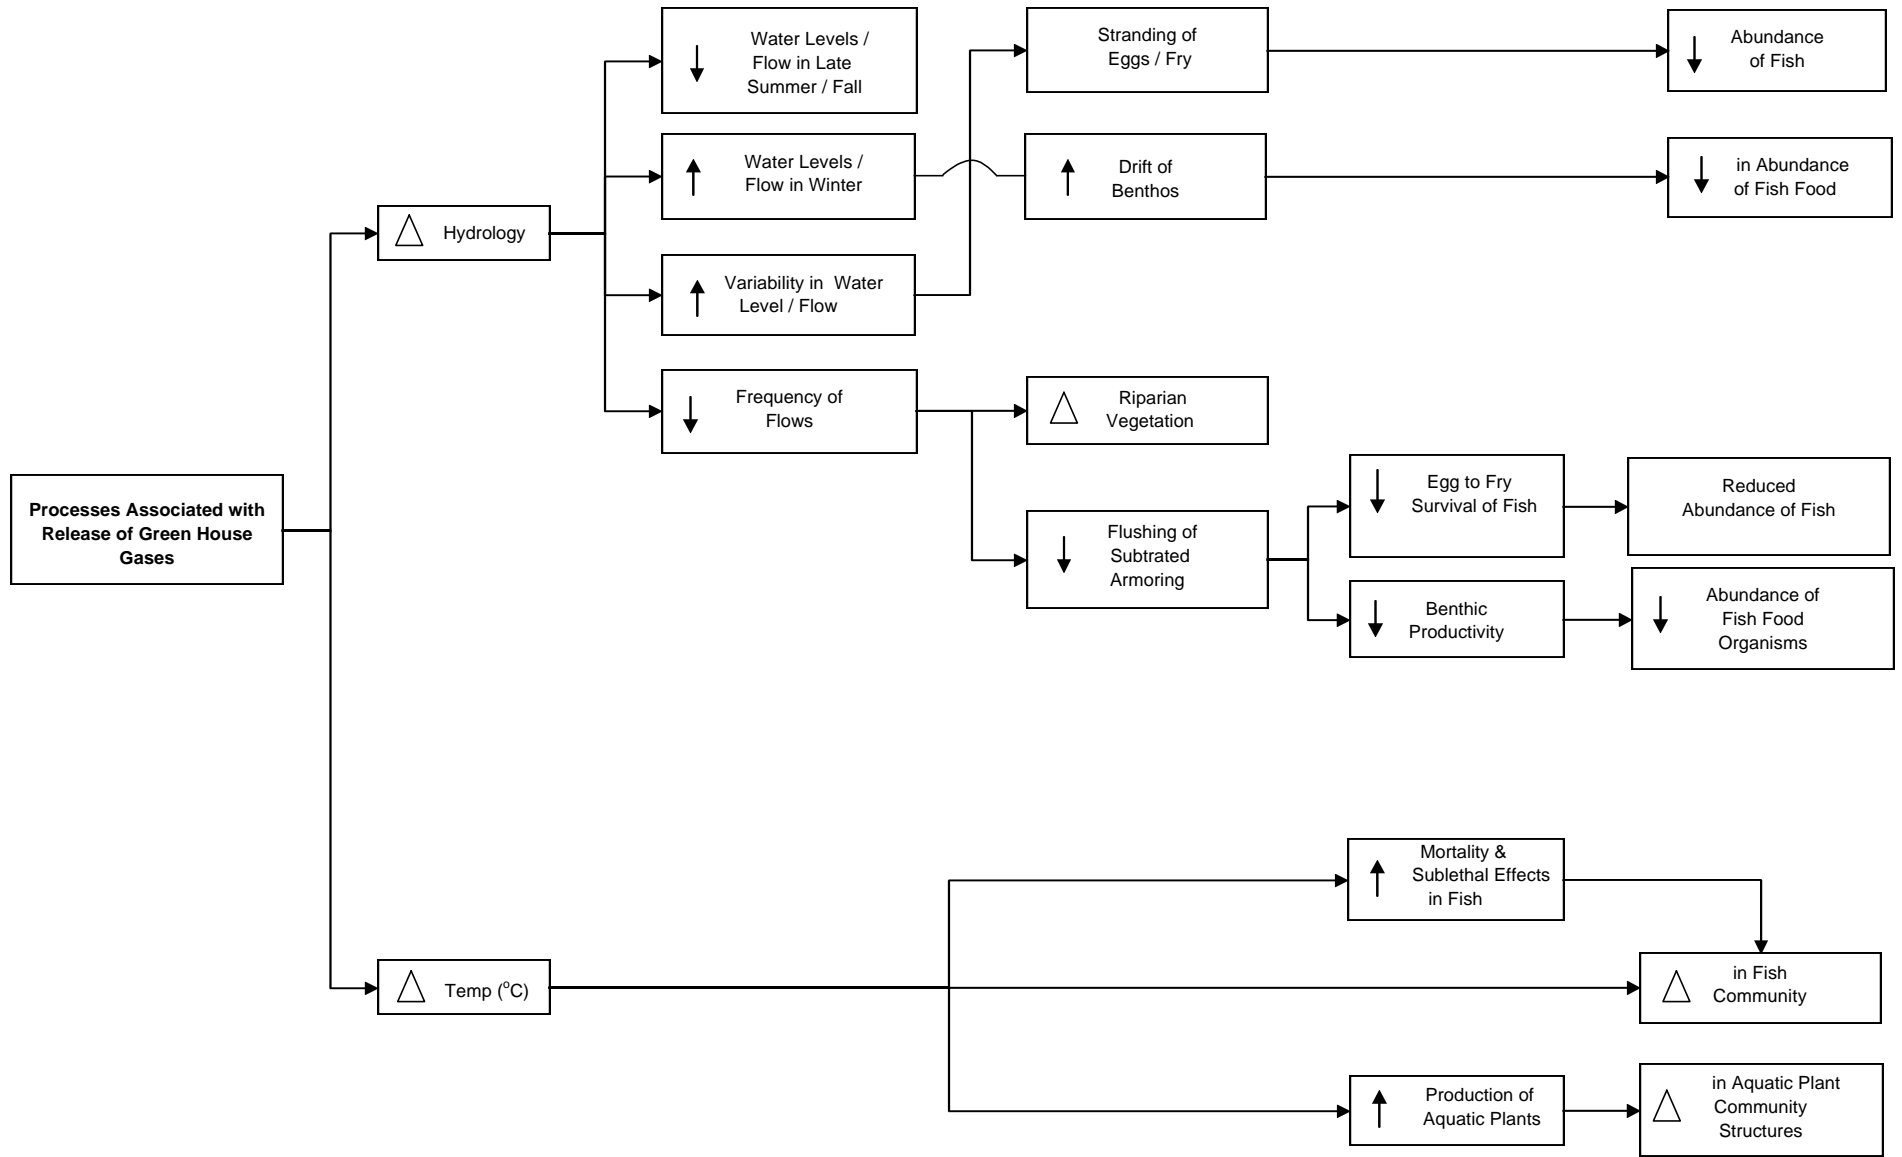 Water Levels /
Flow in Late
Summer / Fall
Stranding of
Eggs / Fry
Abundance
of Fish
Water Levels /
Flow in Winter
Drift of
Benthos
in Abundance
of Fish Food
Hydrology
Variability in Water
Level / Flow
Frequency of
Flows
Riparian
Vegetation
Processes Associated with
Release of Green House
Gases
Flushing of
Subtrated
Armoring
Egg to Fry
Survival of Fish
Reduced
Abundance of Fish
Benthic
Productivity
Abundance of
Fish Food
Organisms
Mortality &
Sublethal Effects
in Fish
Temp (°C)
in Fish
Community
Production of
Aquatic Plants
in Aquatic Plant
Community
Structures